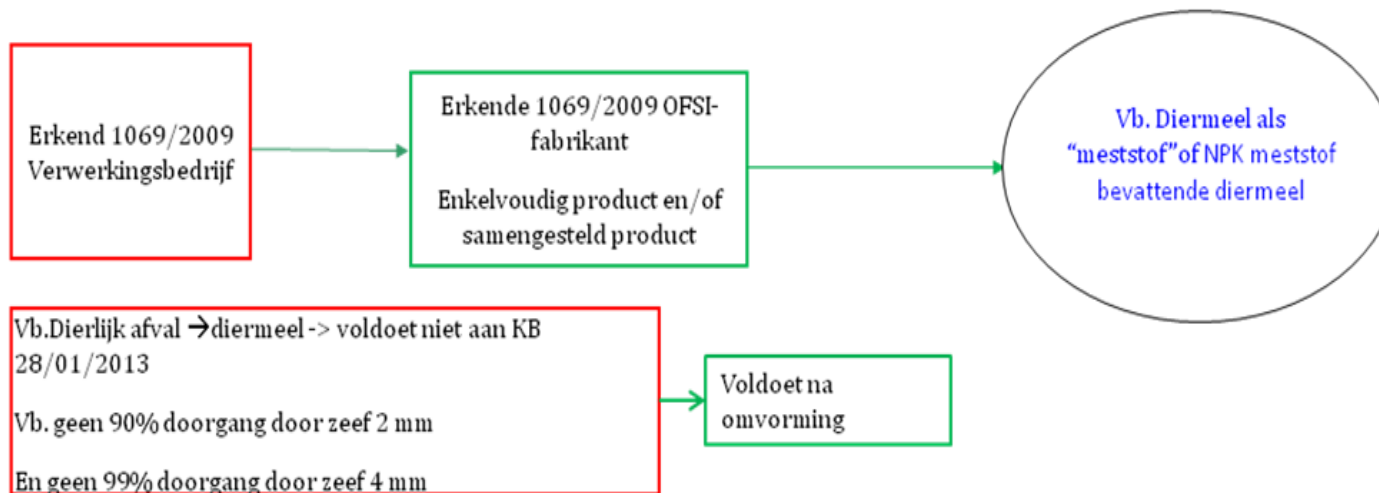 Erkend 1069/2009
Verwerkingsbedrijf
Erkende 1069/2009 OFSI-
fabrikant
Enkelvoudig product en/of
samengesteld product
Vb. Diermeel als
“meststof”of NPK meststof
bevattende diermeel
Vb.Dierlijk afval →diermeel -> voldoet niet aan KB
28/01/2013
Vb. geen 90% doorgang door zeef 2 mm
En geen 99% doorgang door zeef 4 mm
Voldoet na
omvorming